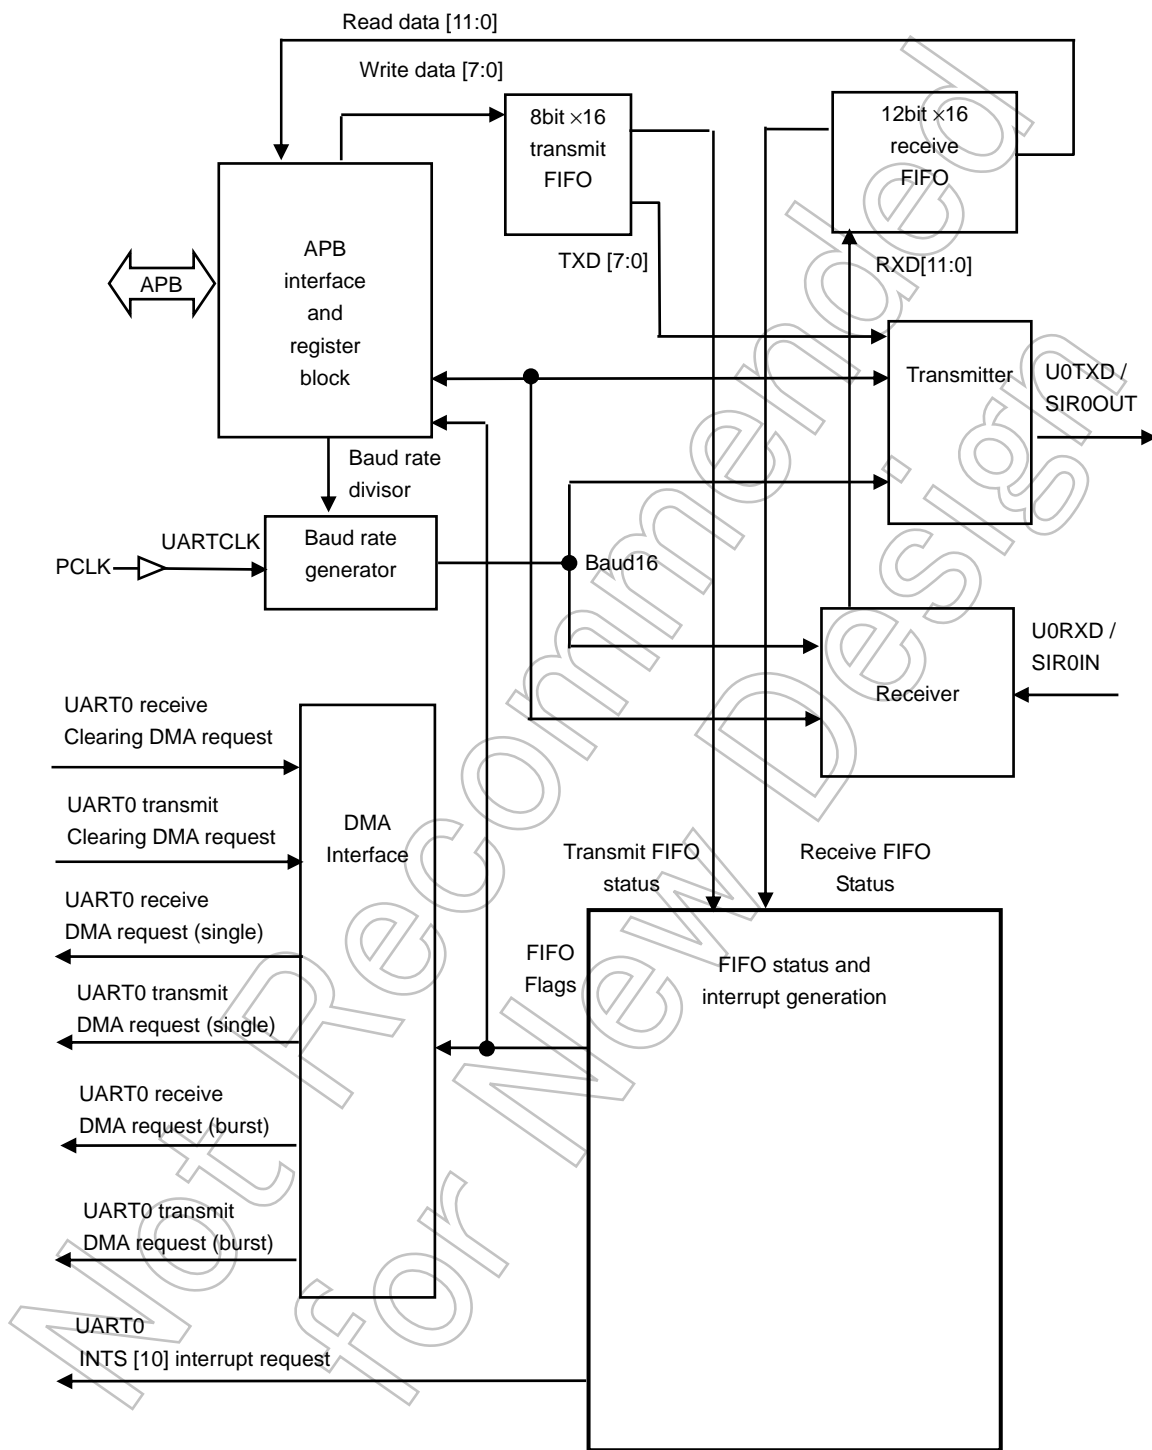 Read data [11:0]
Write data [7:0]
8bit ×16
transmit
FIFO
12bit ×16
receive
FIFO
TXD [7:0]
RXD[11:0]
APB
APB
interface
and
register
block
Transmitter
U0TXD /
SIR0OUT
Baud rate
divisor
PCLK
UARTCLK
Baud rate
generator
Baud16
U0RXD /
SIR0IN
Receiver
UART0 receive
Clearing DMA request
UART0 transmit
Clearing DMA request
DMA
Interface
UART0 receive
DMA request (single)
UART0 transmit
DMA request (single)
UART0 receive
DMA request (burst)
UART0 transmit
DMA request (burst)
Transmit FIFO
status
Receive FIFO
Status
FIFO
Flags
FIFO status and
interrupt generation
UART0
INTS [10] interrupt request
Not Recommended
for New Design